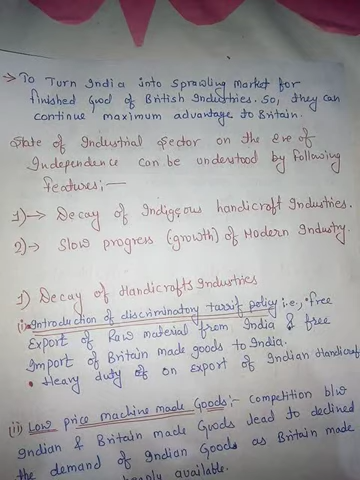 → To Turn India into Sprawling Market for
finished Good of British Industries. So, they can
continue maximum advantage to Britain.
State of Industrial Sector on the Eve of
Independence can be understood by following
features:—
1)→ Decay of Indigeous handicraft Industries.
2)→ Slow progress (growth) of Modern Industry.
1) Decay of Handicrafts Industries
(i) Introduction of discriminatory tarrif policy i.e., free
Export of Raw material from India & free
Import of Britain made goods to India.
• Heavy duty of on export of Indian Handicraft
(ii) Low price machine made Goods:- competition b/w
Indian & Britain made Goods lead to declined
the demand of Indian Goods as Britain made
available.